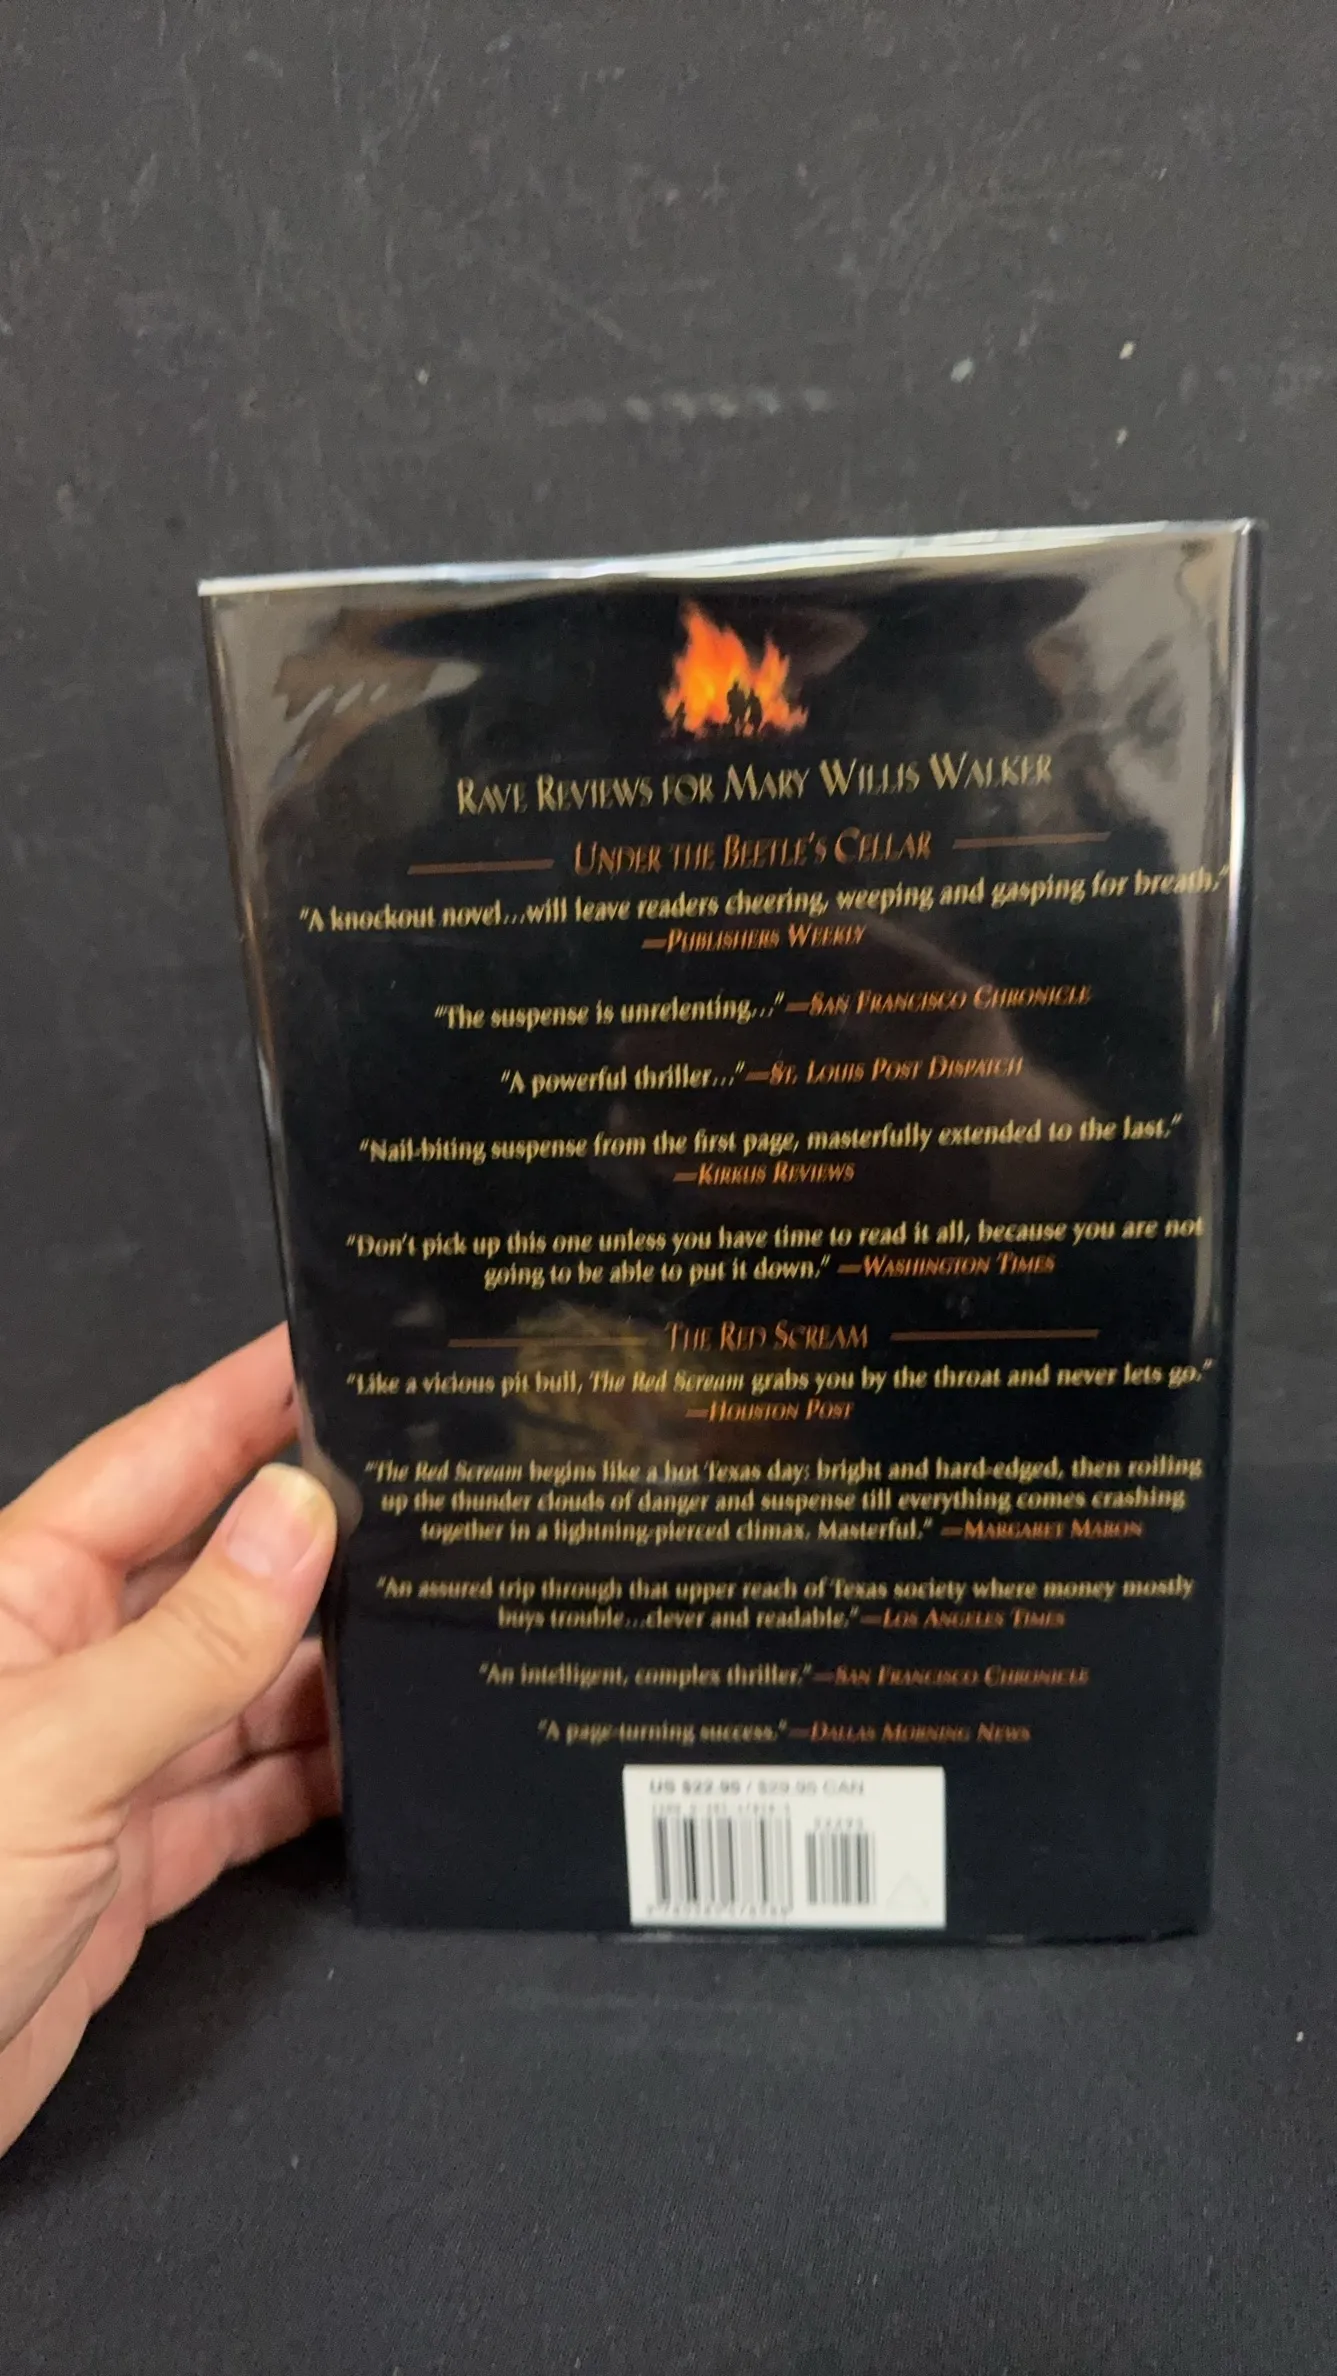 RAVE REVIEWS FOR MARY WILLIS WALKER
UNDER THE BEETLE'S CELLAR
"A knockout novel...will leave readers cheering, weeping and gasping for breath."
—PUBLISHERS WEEKLY
"The suspense is unrelenting..."—SAN FRANCISCO CHRONICLE
"A powerful thriller..."—ST. LOUIS POST DISPATCH
"Nail-biting suspense from the first page, masterfully extended to the last."
—KIRKUS REVIEWS
"Don't pick up this one unless you have time to read it all, because you are not
going to be able to put it down." —WASHINGTON TIMES
THE RED SCREAM
"Like a vicious pit bull, The Red Scream grabs you by the throat and never lets go."
—HOUSTON POST
"The Red Scream begins like a hot Texas day: bright and hard-edged, then roiling
up the thunder clouds of danger and suspense till everything comes crashing
together in a lightning-pierced climax. Masterful." —MARGARET MARON
"An assured trip through that upper reach of Texas society where money mostly
buys trouble...clever and readable."—LOS ANGELES TIMES
"An intelligent, complex thriller."—SAN FRANCISCO CHRONICLE
"A page-turning success."—DALLAS MORNING NEWS
US $22.95 / $29.95 CAN